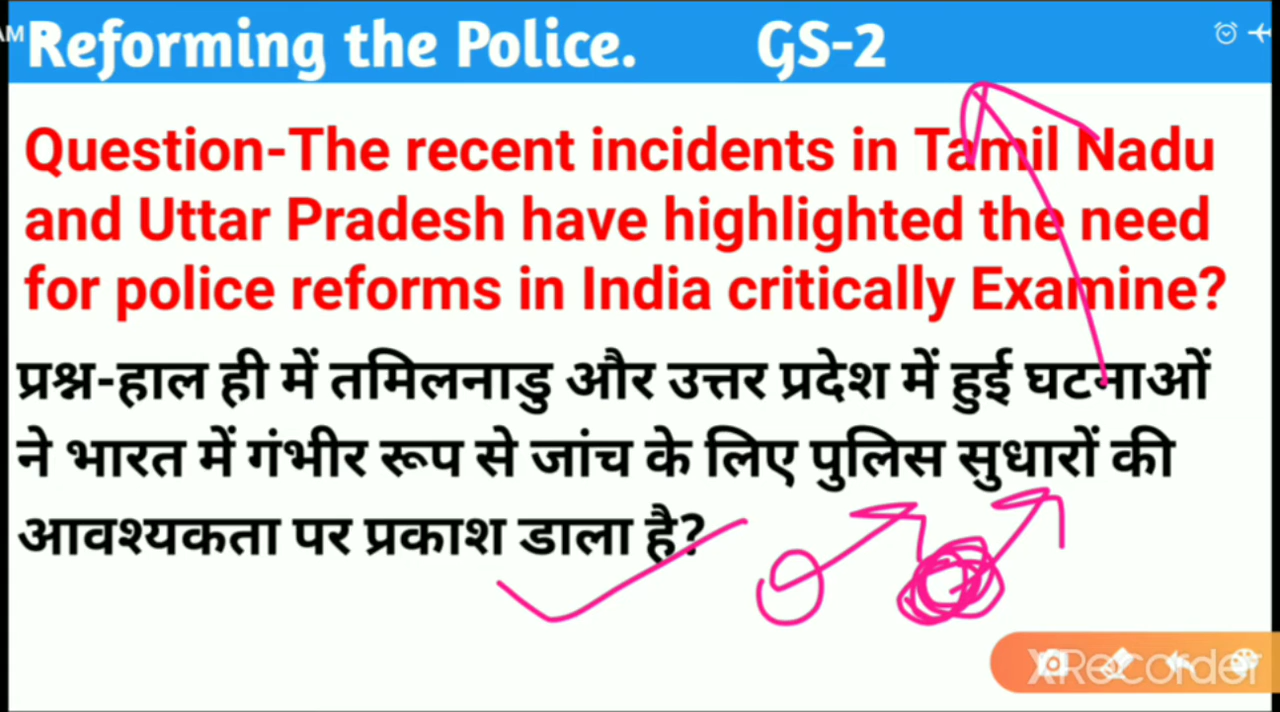 AM
Reforming the Police. GS-2
Question-The recent incidents in Tamil Nadu
and Uttar Pradesh have highlighted the need
for police reforms in India critically Examine?
प्रश्न-हाल ही में तमिलनाडु और उत्तर प्रदेश में हुई घटनाओं
ने भारत में गंभीर रूप से जांच के लिए पुलिस सुधारों की
आवश्यकता पर प्रकाश डाला है?
XRecorder